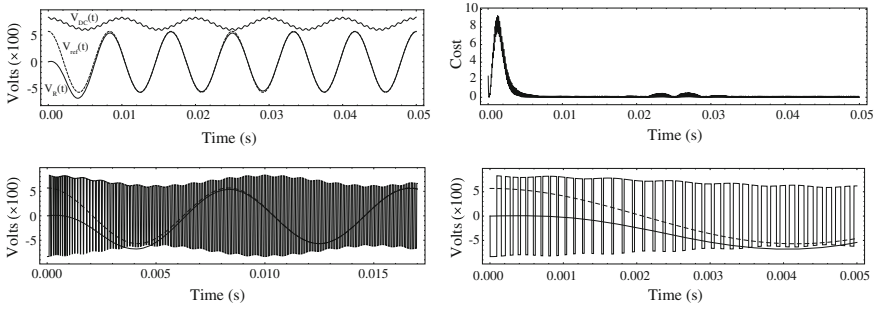 V_DC(t)
V_ref(t)
V_R(t)
Volts (×100)
5
0
-5
0.00 0.01 0.02 0.03 0.04 0.05
Time (s)
Cost
10
8
6
4
2
0
0.00 0.01 0.02 0.03 0.04 0.05
Time (s)
Volts (×100)
5
0
-5
0.000 0.005 0.010 0.015
Time (s)
Volts (×100)
5
0
-5
0.000 0.001 0.002 0.003 0.004 0.005
Time (s)